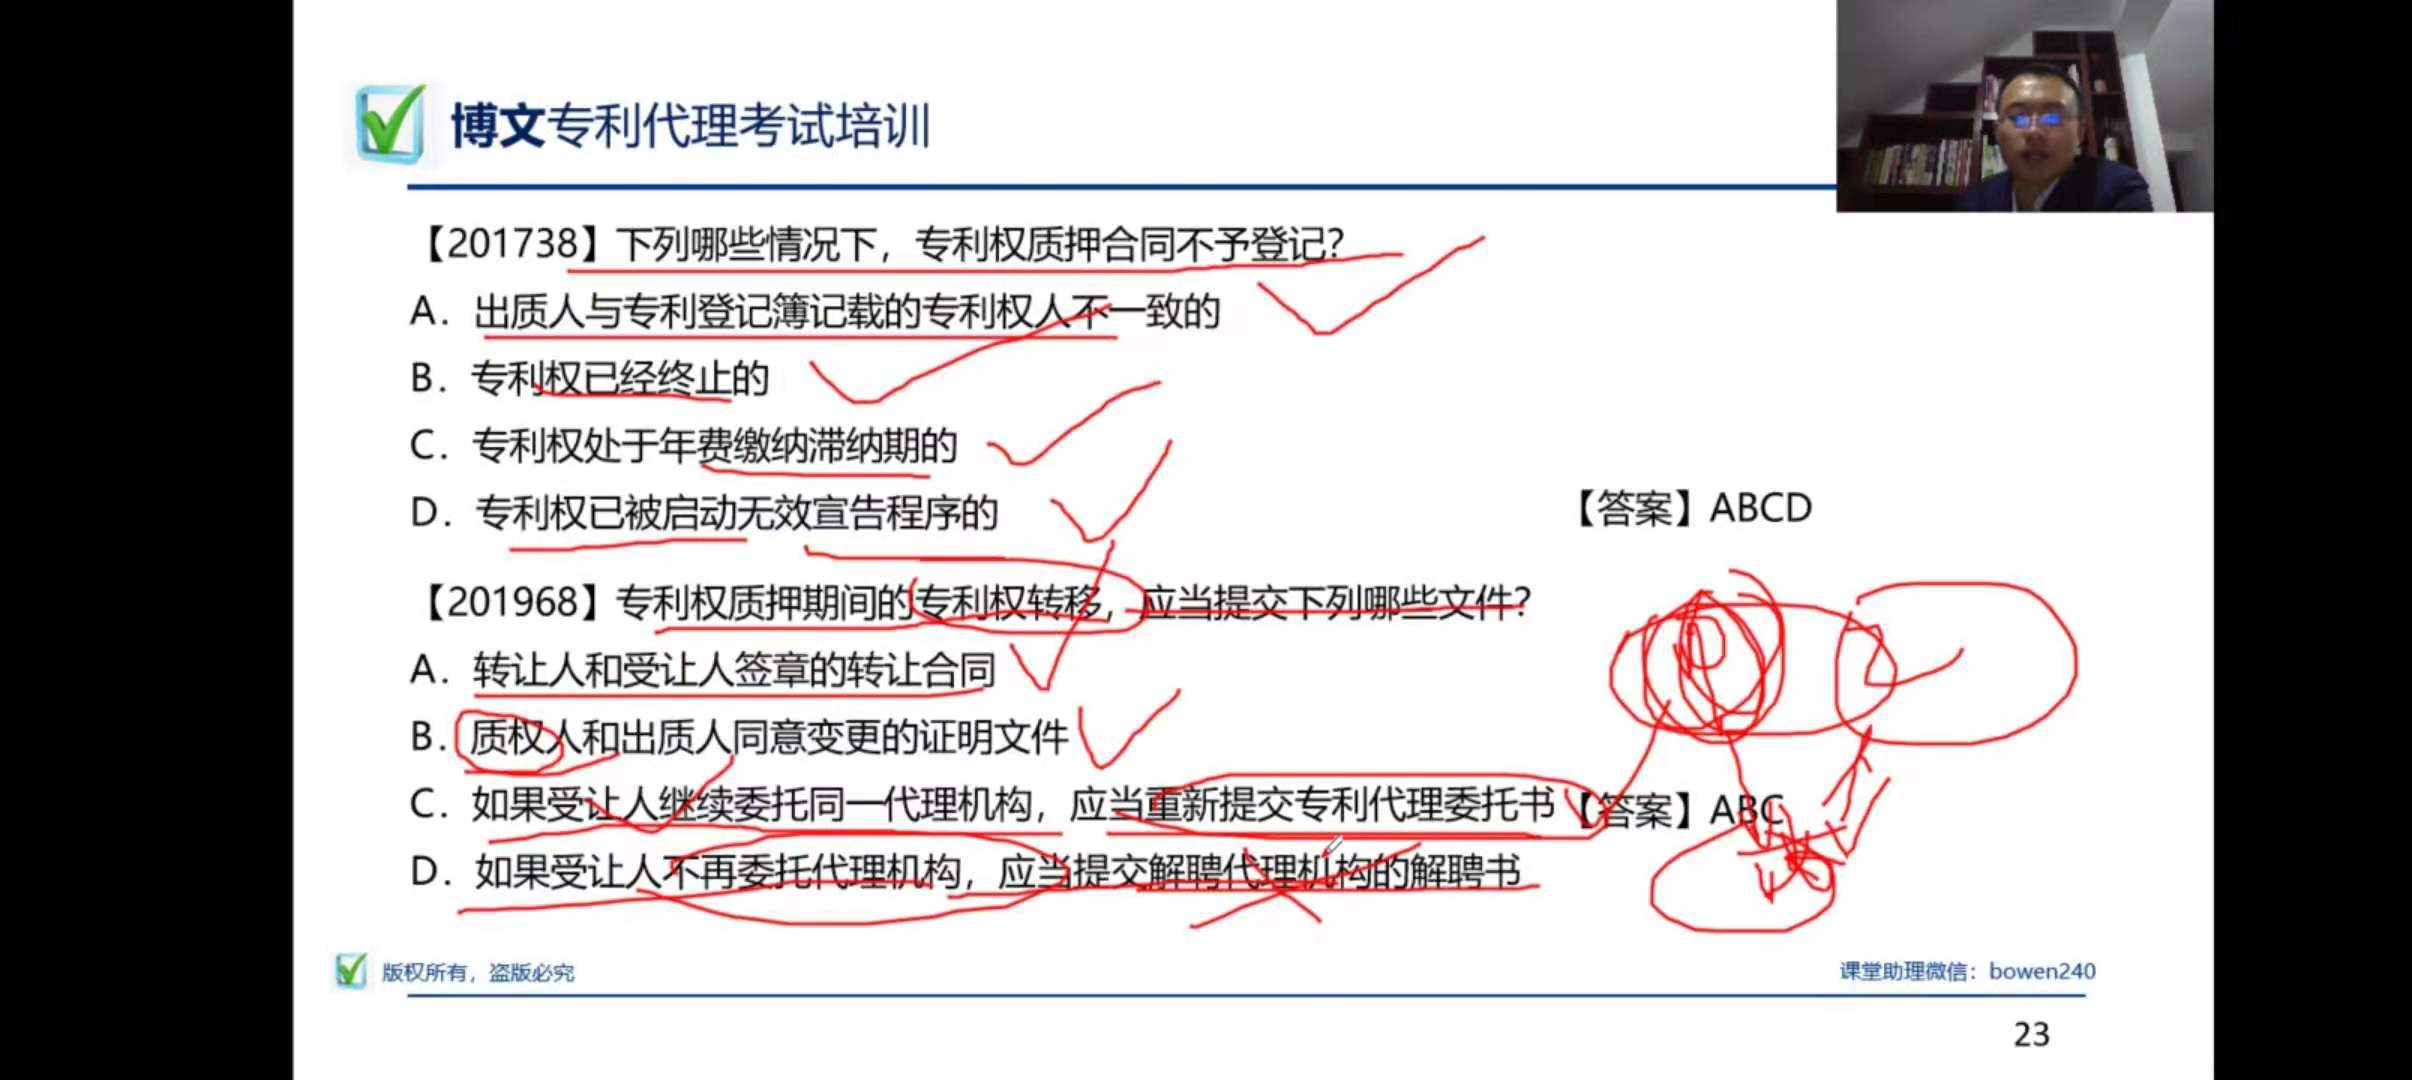 博文专利代理考试培训
【201738】下列哪些情况下，专利权质押合同不予登记？
A．出质人与专利登记簿记载的专利权人不一致的
B．专利权已经终止的
C．专利权处于年费缴纳滞纳期的
D．专利权已被启动无效宣告程序的
【答案】ABCD
【201968】专利权质押期间的专利权转移，应当提交下列哪些文件？
A．转让人和受让人签章的转让合同
B．质权人和出质人同意变更的证明文件
C．如果受让人继续委托同一代理机构，应当重新提交专利代理委托书
【答案】ABC
D．如果受让人不再委托代理机构，应当提交解聘代理机构的解聘书
版权所有，盗版必究
课堂助理微信：bowen240
23